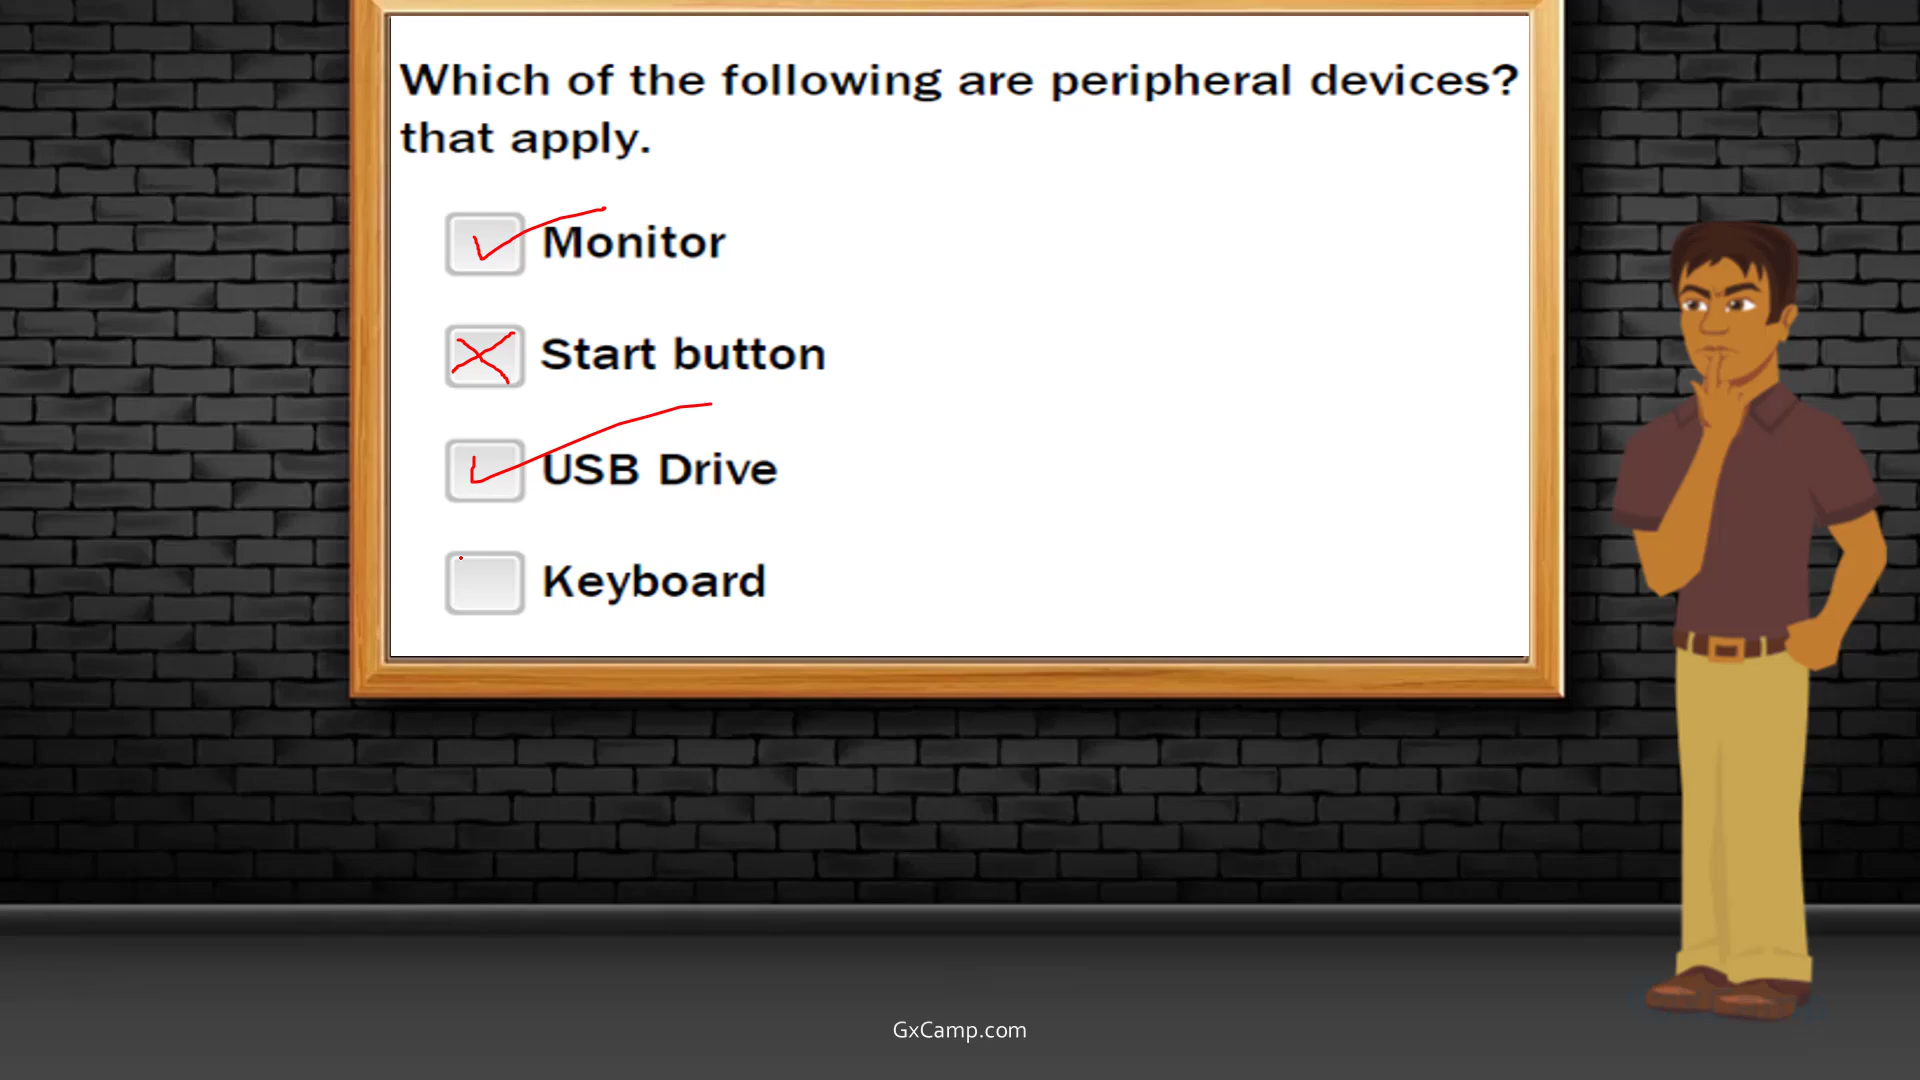 Which of the following are peripheral devices?
that apply.
Monitor
Start button
USB Drive
Keyboard
GxCamp.com